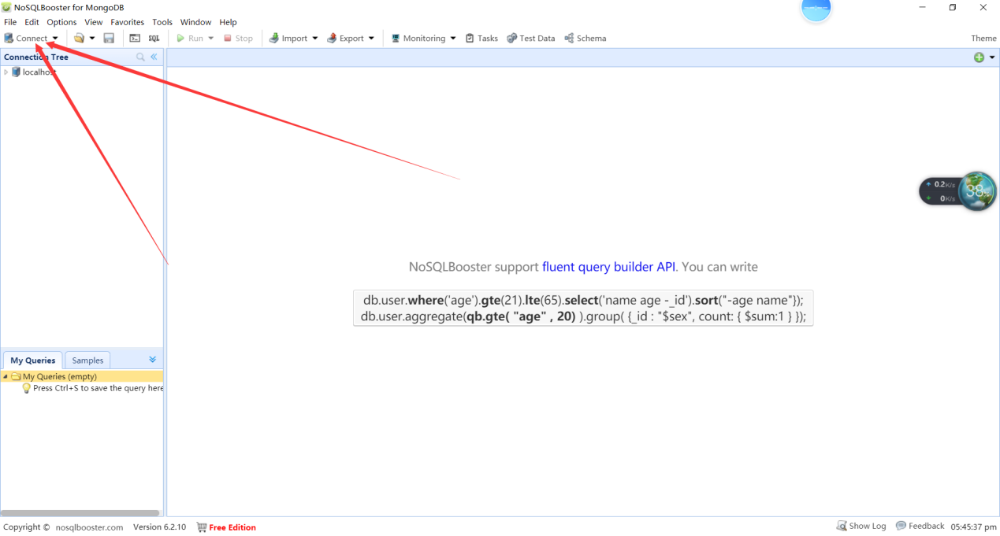 NoSQLBooster for MongoDB
File Edit Options View Favorites Tools Window Help
Connect SQL Run Stop Import Export Monitoring Tasks Test Data Schema Theme
Connection Tree
localhost
0.2K/s
0K/s
38%
NoSQLBooster support fluent query builder API. You can write
db.user.where('age').gte(21).lte(65).select('name age -_id').sort("-age name"});
db.user.aggregate(qb.gte( "age" , 20) ).group( {_id : "$sex", count: { $sum:1 } });
My Queries Samples
My Queries (empty)
Press Ctrl+S to save the query here
Copyright © nosqlbooster.com Version 6.2.10 Free Edition Show Log Feedback 05:45:37 pm